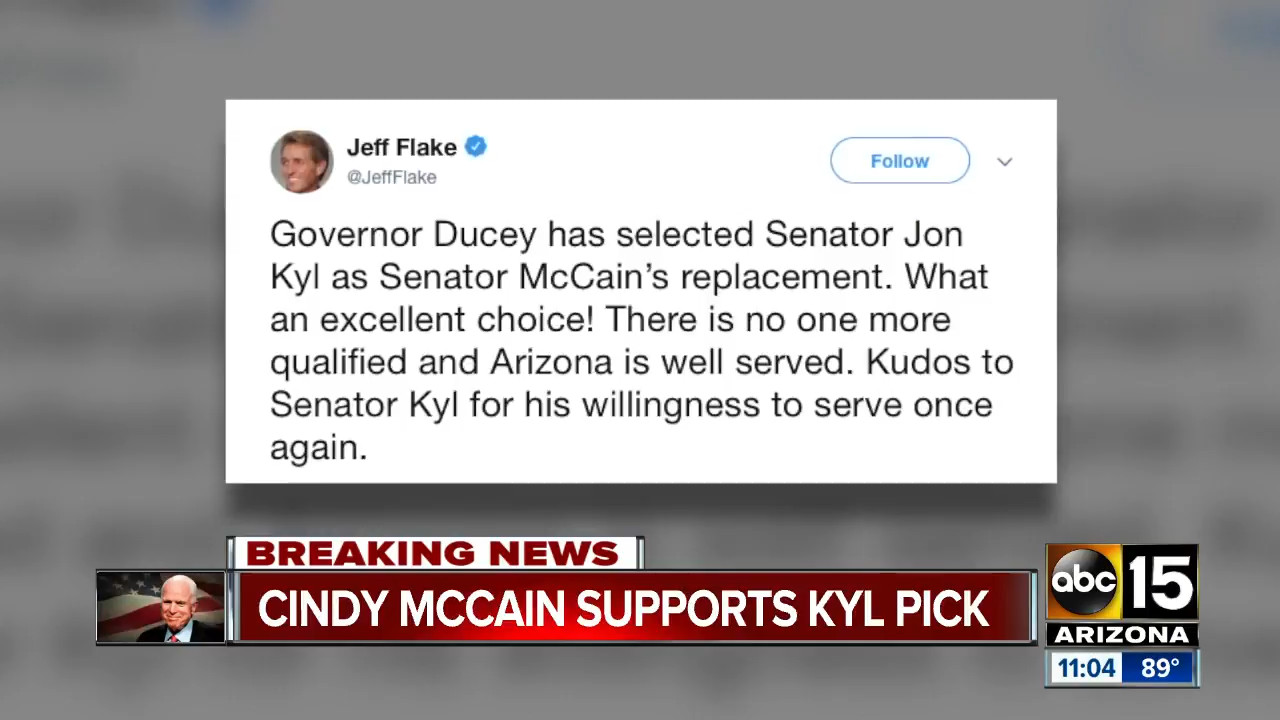 Jeff Flake
@JeffFlake
Follow
Governor Ducey has selected Senator Jon
Kyl as Senator McCain’s replacement. What
an excellent choice! There is no one more
qualified and Arizona is well served. Kudos to
Senator Kyl for his willingness to serve once
again.
BREAKING NEWS
CINDY MCCAIN SUPPORTS KYL PICK
abc 15
ARIZONA
11:04 89°